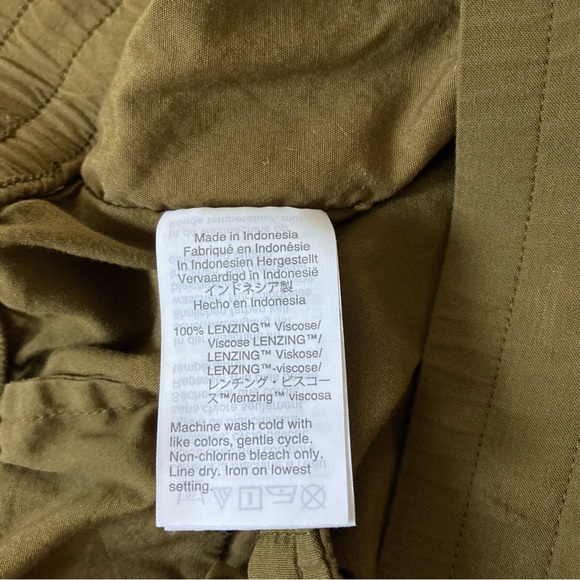 Made in Indonesia
Fabriqué en Indonésie
In Indonesien Hergestellt
Vervaardigd in Indonesië
インドネシア製
Hecho en Indonesia
100% LENZING™ Viscose/
Viscose LENZING™/
LENZING™ Viskose/
LENZING™-viscose/
レンチング・ビスコー
ス™/lenzing™ viscosa
Machine wash cold with
like colors, gentle cycle.
Non-chlorine bleach only.
Line dry. Iron on lowest
setting.